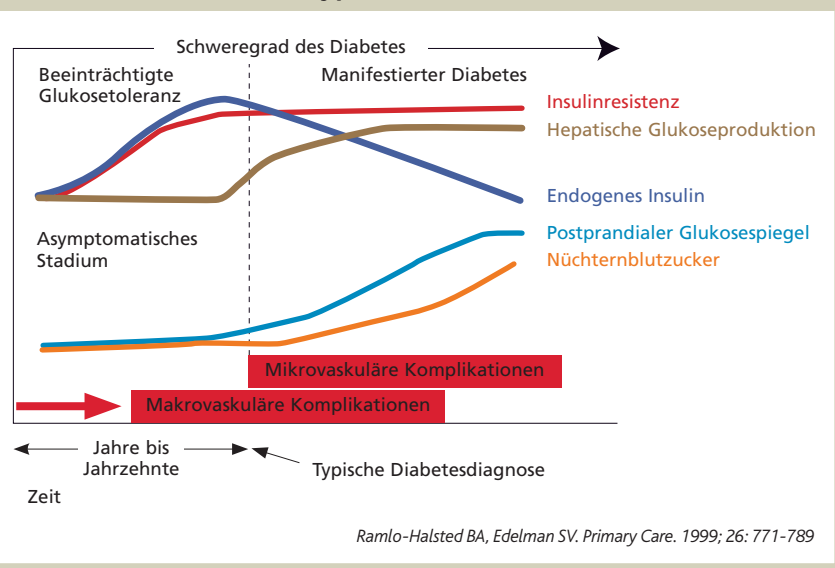 Schweregrad des Diabetes
Beeinträchtigte
Glukosetoleranz
Manifestierter Diabetes
Insulinresistenz
Hepatische Glukoseproduktion
Endogenes Insulin
Asymptomatisches
Stadium
Postprandialer Glukosespiegel
Nüchternblutzucker
Mikrovaskuläre Komplikationen
Makrovaskuläre Komplikationen
Jahre bis
Jahrzehnte
Typische Diabetesdiagnose
Zeit
Ramlo-Halsted BA, Edelman SV. Primary Care. 1999; 26: 771-789